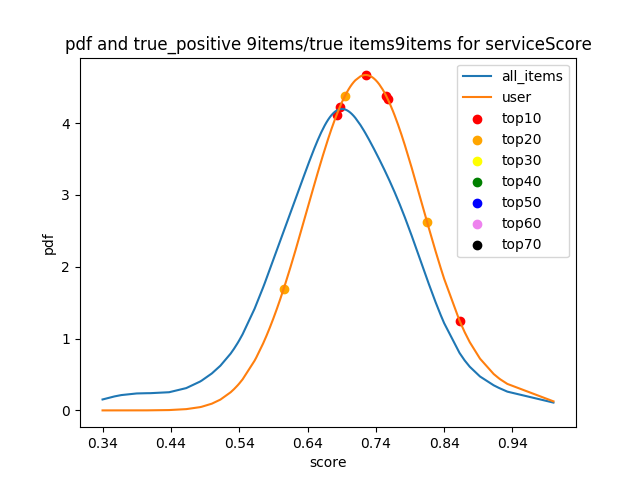 pdf and true_positive 9items/true items9items for serviceScore
all_items
user
top10
top20
top30
top40
top50
top60
top70
pdf
4
3
2
1
0
0.34 0.44 0.54 0.64 0.74 0.84 0.94
score